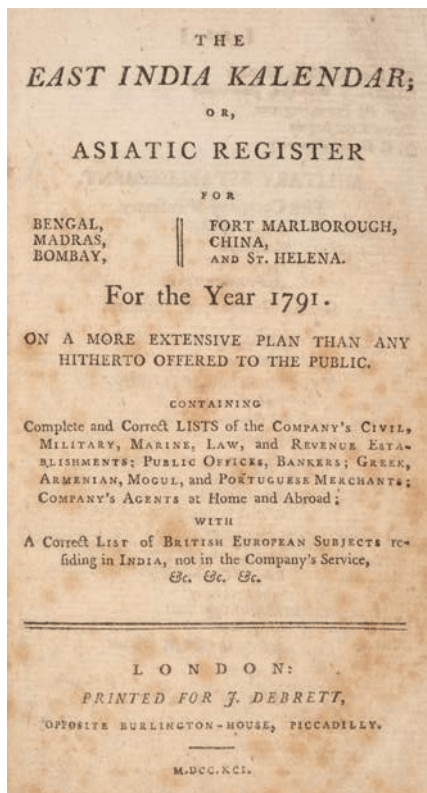 THE
EAST INDIA KALENDAR;
OR,
ASIATIC REGISTER
FOR
BENGAL,
MADRAS,
BOMBAY,
FORT MARLBOROUGH,
CHINA,
AND ST. HELENA.
For the Year 1791.
ON A MORE EXTENSIVE PLAN THAN ANY
HITHERTO OFFERED TO THE PUBLIC.
CONTAINING
Complete and Correct LISTS of the COMPANY'S CIVIL,
MILITARY, MARINE, LAW, and REVENUE ESTA-
BLISHMENTS; PUBLIC OFFICES, BANKERS; GREEK,
ARMENIAN, MOGUL, and PORTUGUESE MERCHANTS;
COMPANY'S AGENTS at Home and Abroad;
WITH
A Correct LIST of BRITISH EUROPEAN SUBJECTS re-
ſiding in INDIA, not in the Company's Service,
&c. &c. &c.
LONDON:
PRINTED FOR J. DEBRETT,
OPPOSITE BURLINGTON-HOUSE, PICCADILLY.
M.DCC.XCI.